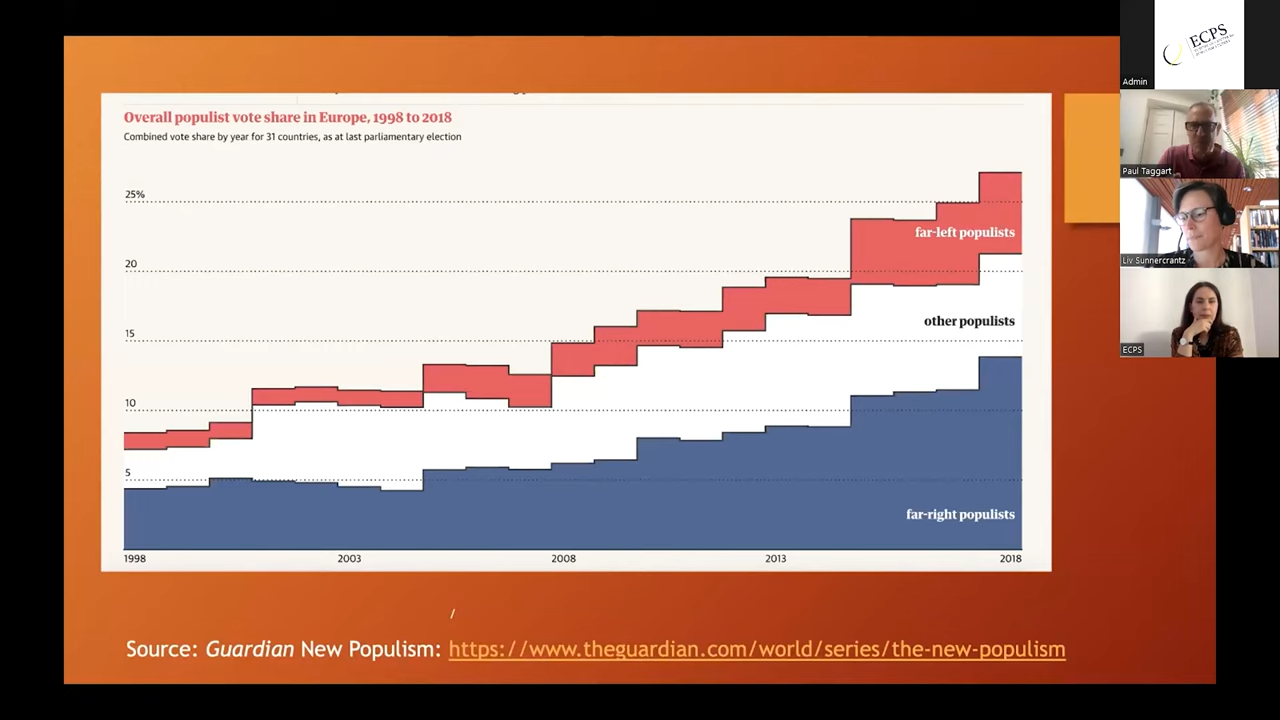 Overall populist vote share in Europe, 1998 to 2018
Combined vote share by year for 31 countries, as at last parliamentary election
25%
20
15
10
5
far-left populists
other populists
far-right populists
1998 2003 2008 2013 2018
/
Source: Guardian New Populism: https://www.theguardian.com/world/series/the-new-populism
ECPS
Admin
Paul Taggart
Liv Sunnercrantz
ECPS